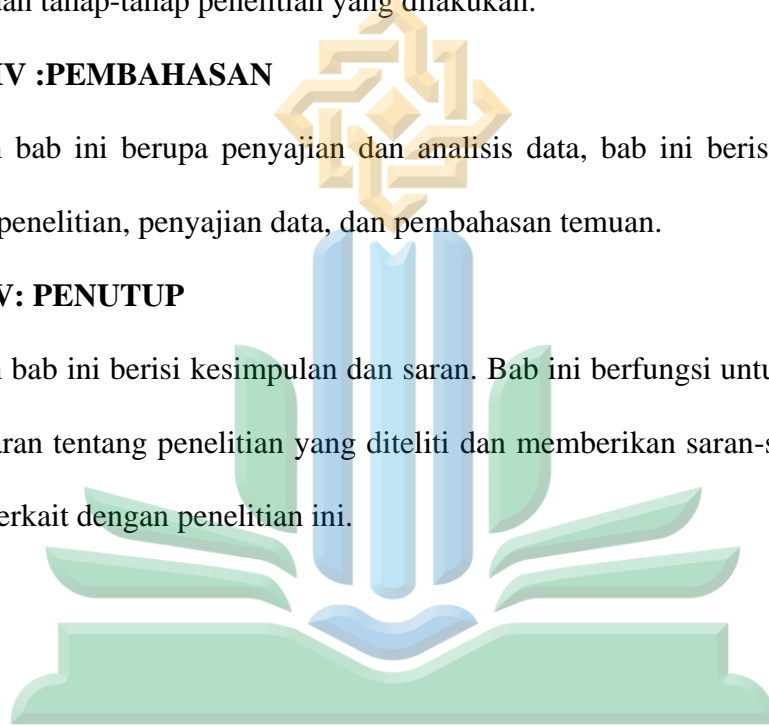 dan tahap-tahap penelitian yang dilakukan.
IV :PEMBAHASAN
bab ini berupa penyajian dan analisis data, bab ini beris
penelitian, penyajian data, dan pembahasan temuan.
V: PENUTUP
bab ini berisi kesimpulan dan saran. Bab ini berfungsi untu
aran tentang penelitian yang diteliti dan memberikan saran-s
erkait dengan penelitian ini.